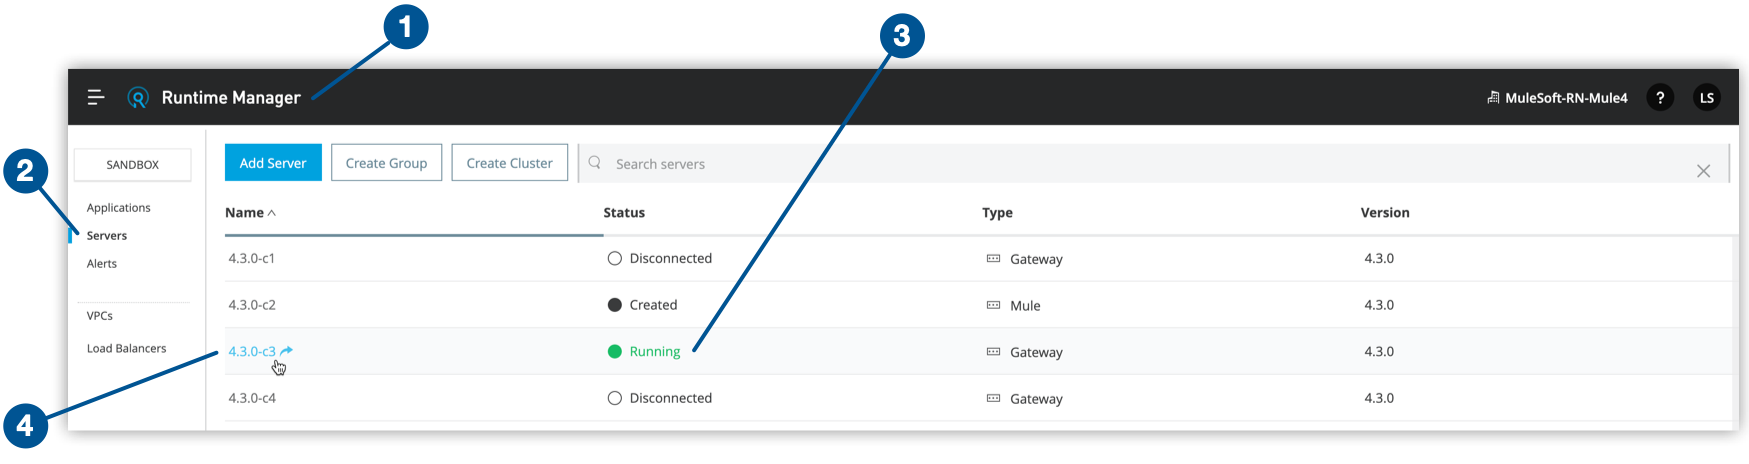 1
3
Runtime Manager
MuleSoft-RN-Mule4
?
LS
2
SANDBOX
Add Server
Create Group
Create Cluster
Search servers
Applications
Servers
Alerts
VPCs
Load Balancers
Name Status Type Version
4.3.0-c1 Disconnected Gateway 4.3.0
4.3.0-c2 Created Mule 4.3.0
4.3.0-c3 Running Gateway 4.3.0
4.3.0-c4 Disconnected Gateway 4.3.0
4